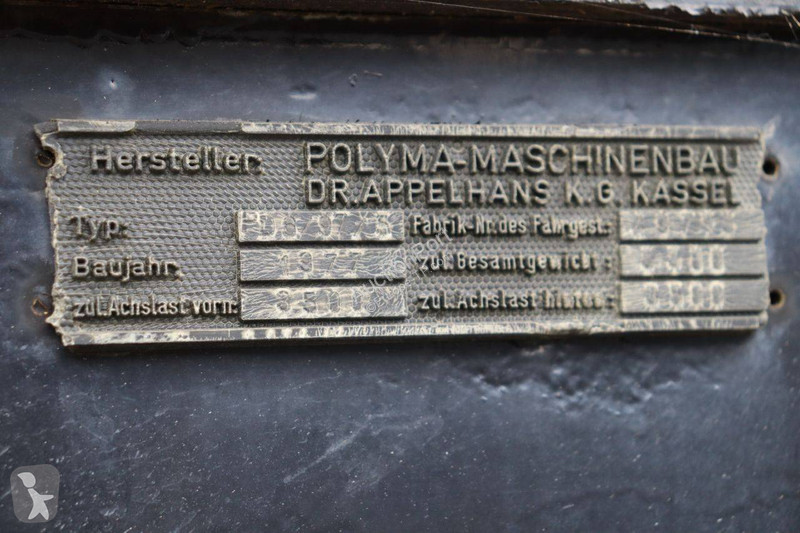 Hersteller: POLYMA-MASCHINENBAU
DR. APPELHANS K.G. KASSEL
Typ: Fabrik-Nr. des Fahrgest.:
Baujahr: 1977 zul. Gesamtgewicht:
zul. Achslast vorn: zul. Achslast hinten: